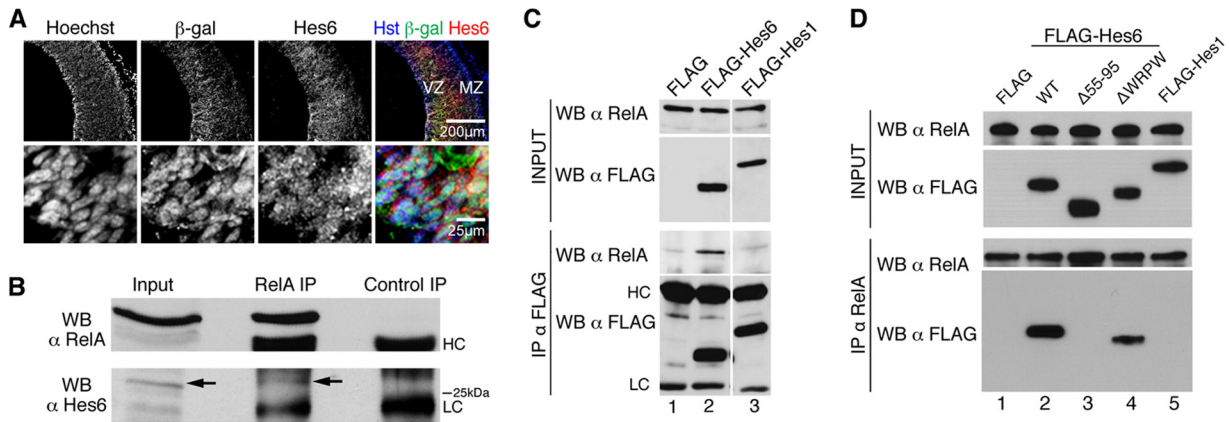 A
Hoechst β-gal Hes6 Hst β-gal Hes6
VZ MZ
200µm
25µm
B
Input RelA IP Control IP
WB
α RelA
HC
WB
α Hes6
25kDa
LC
C
FLAG
FLAG-Hes6
FLAG-Hes1
INPUT
WB α RelA
WB α FLAG
IP α FLAG
WB α RelA
HC
WB α FLAG
LC
1 2 3
D
FLAG-Hes6
FLAG
WT
Δ55-95
ΔWRPW
FLAG-Hes1
INPUT
WB α RelA
WB α FLAG
IP α RelA
WB α RelA
WB α FLAG
1 2 3 4 5